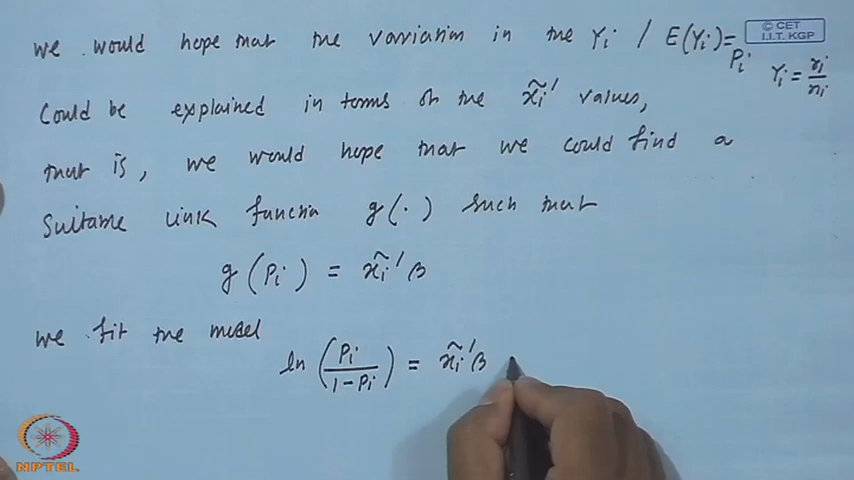 we would hope that the variation in the Yi / E(Yi) = Pi
© CET
I.I.T. KGP
Yi = ri/ni
Could be explained in terms of the x̃i' values,
that is, we would hope that we could find a
Suitable link function g(·) such that
g(Pi) = x̃i'β
we fit the model
ln(Pi/1-Pi) = x̃i'β
NPTEL